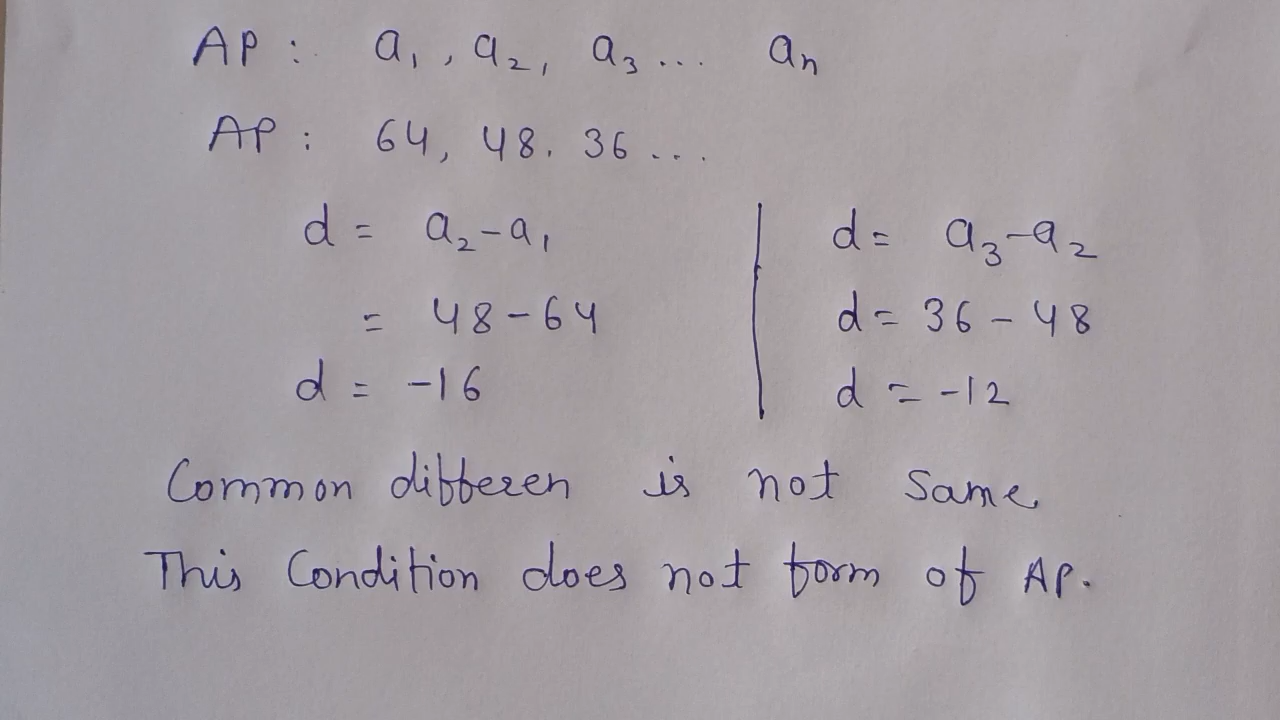 AP : a₁, a₂, a₃ ... aₙ
AP : 64, 48. 36 ...
d = a₂-a₁
= 48-64
d = -16
d= a₃-a₂
d= 36-48
d = -12
Common differen is not same.
This Condition does not form of AP.